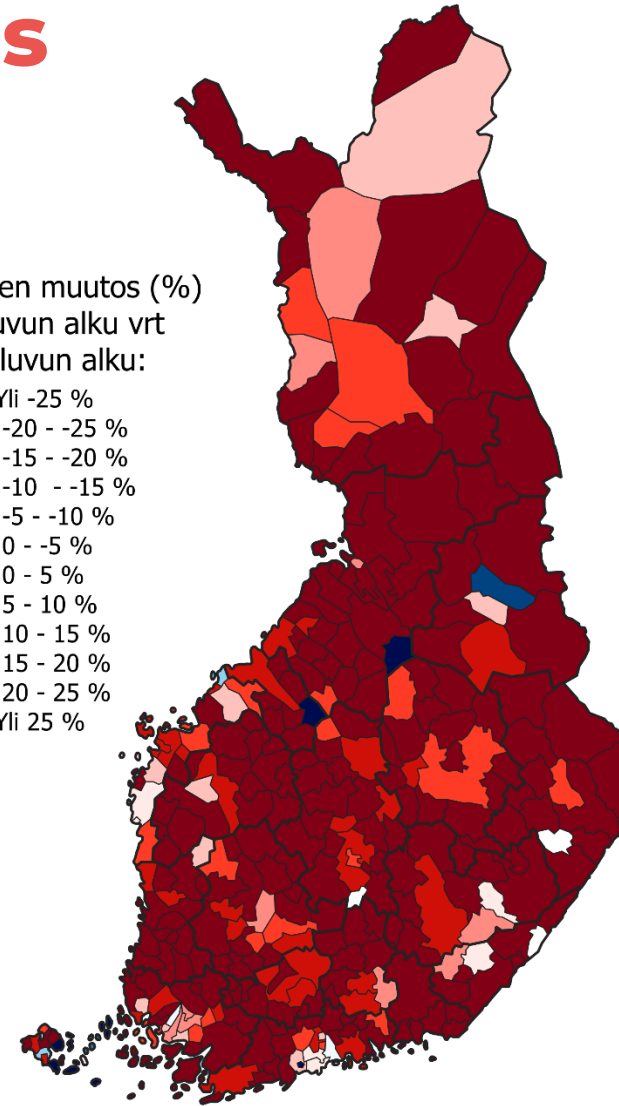 s
en muutos (%)
uvun alku vrt
luvun alku:
Yli -25 %
-20 - -25 %
-15 - -20 %
-10 - -15 %
-5 - -10 %
0 - -5 %
0 - 5 %
5 - 10 %
10 - 15 %
15 - 20 %
20 - 25 %
Yli 25 %